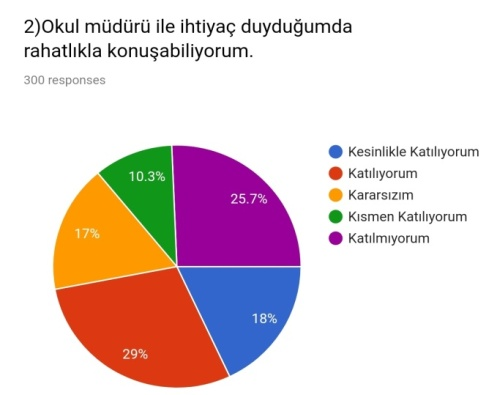 2)Okul müdürü ile ihtiyaç duyduğumda
rahatlıkla konuşabiliyorum.
300 responses
Kesinlikle Katılıyorum
Katılıyorum
Kararsızım
Kısmen Katılıyorum
Katılmıyorum
10.3%
25.7%
17%
18%
29%